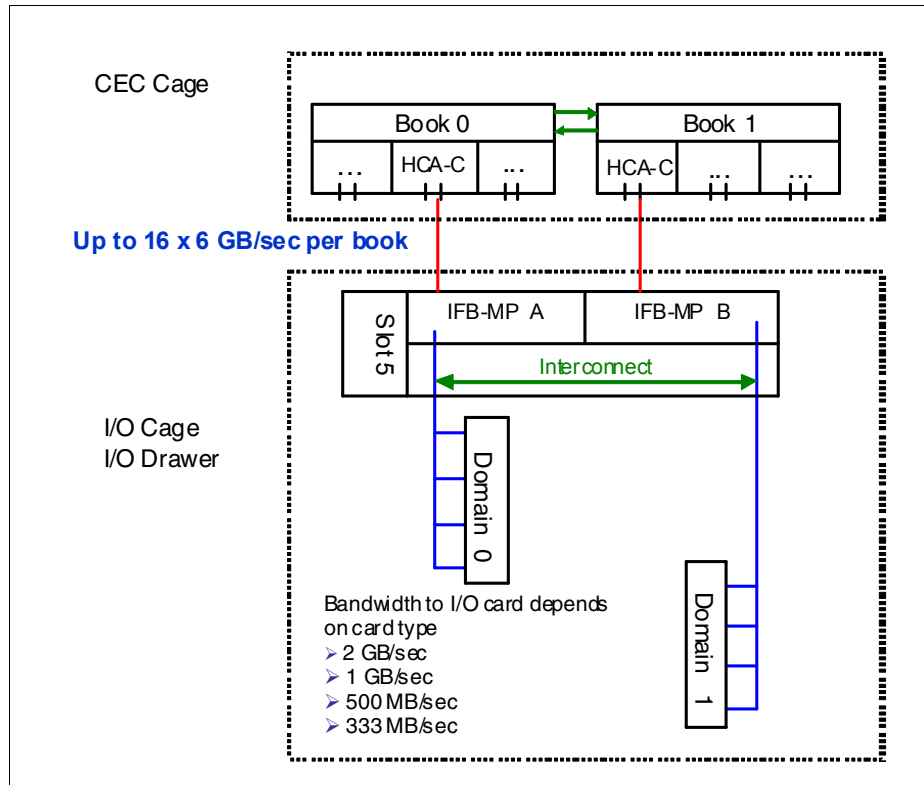 CEC Cage
Book 0
Book 1
...
HCA-C
...
HCA-C
...
...
Up to 16 x 6 GB/sec per book
Slot 5
IFB-MP A
IFB-MP B
Interconnect
I/O Cage
I/O Drawer
Domain 0
Domain 1
Bandwidth to I/O card depends
on card type
➢ 2 GB/sec
➢ 1 GB/sec
➢ 500 MB/sec
➢ 333 MB/sec